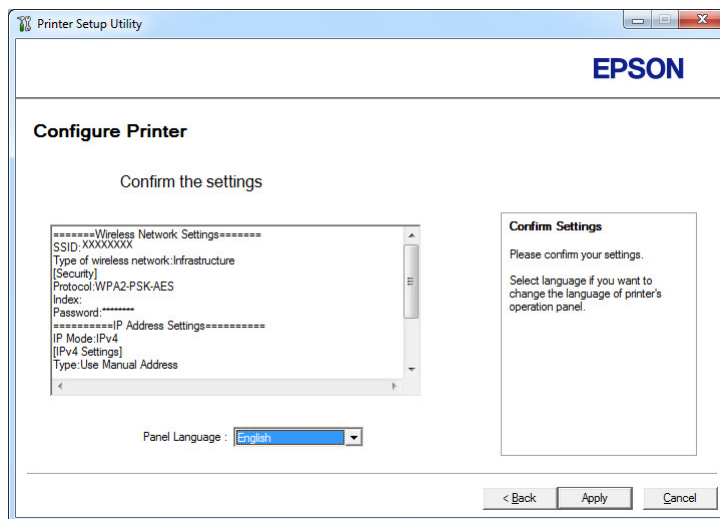 Printer Setup Utility
EPSON
Configure Printer
Confirm the settings
=======Wireless Network Settings=======
SSID:XXXXXXXX
Type of wireless network:Infrastructure
[Security]
Protocol:WPA2-PSK-AES
Index:
Password:********
==========IP Address Settings==========
IP Mode:IPv4
[IPv4 Settings]
Type:Use Manual Address
Confirm Settings
Please confirm your settings.
Select language if you want to
change the language of printer's
operation panel.
Panel Language : English
< Back Apply Cancel